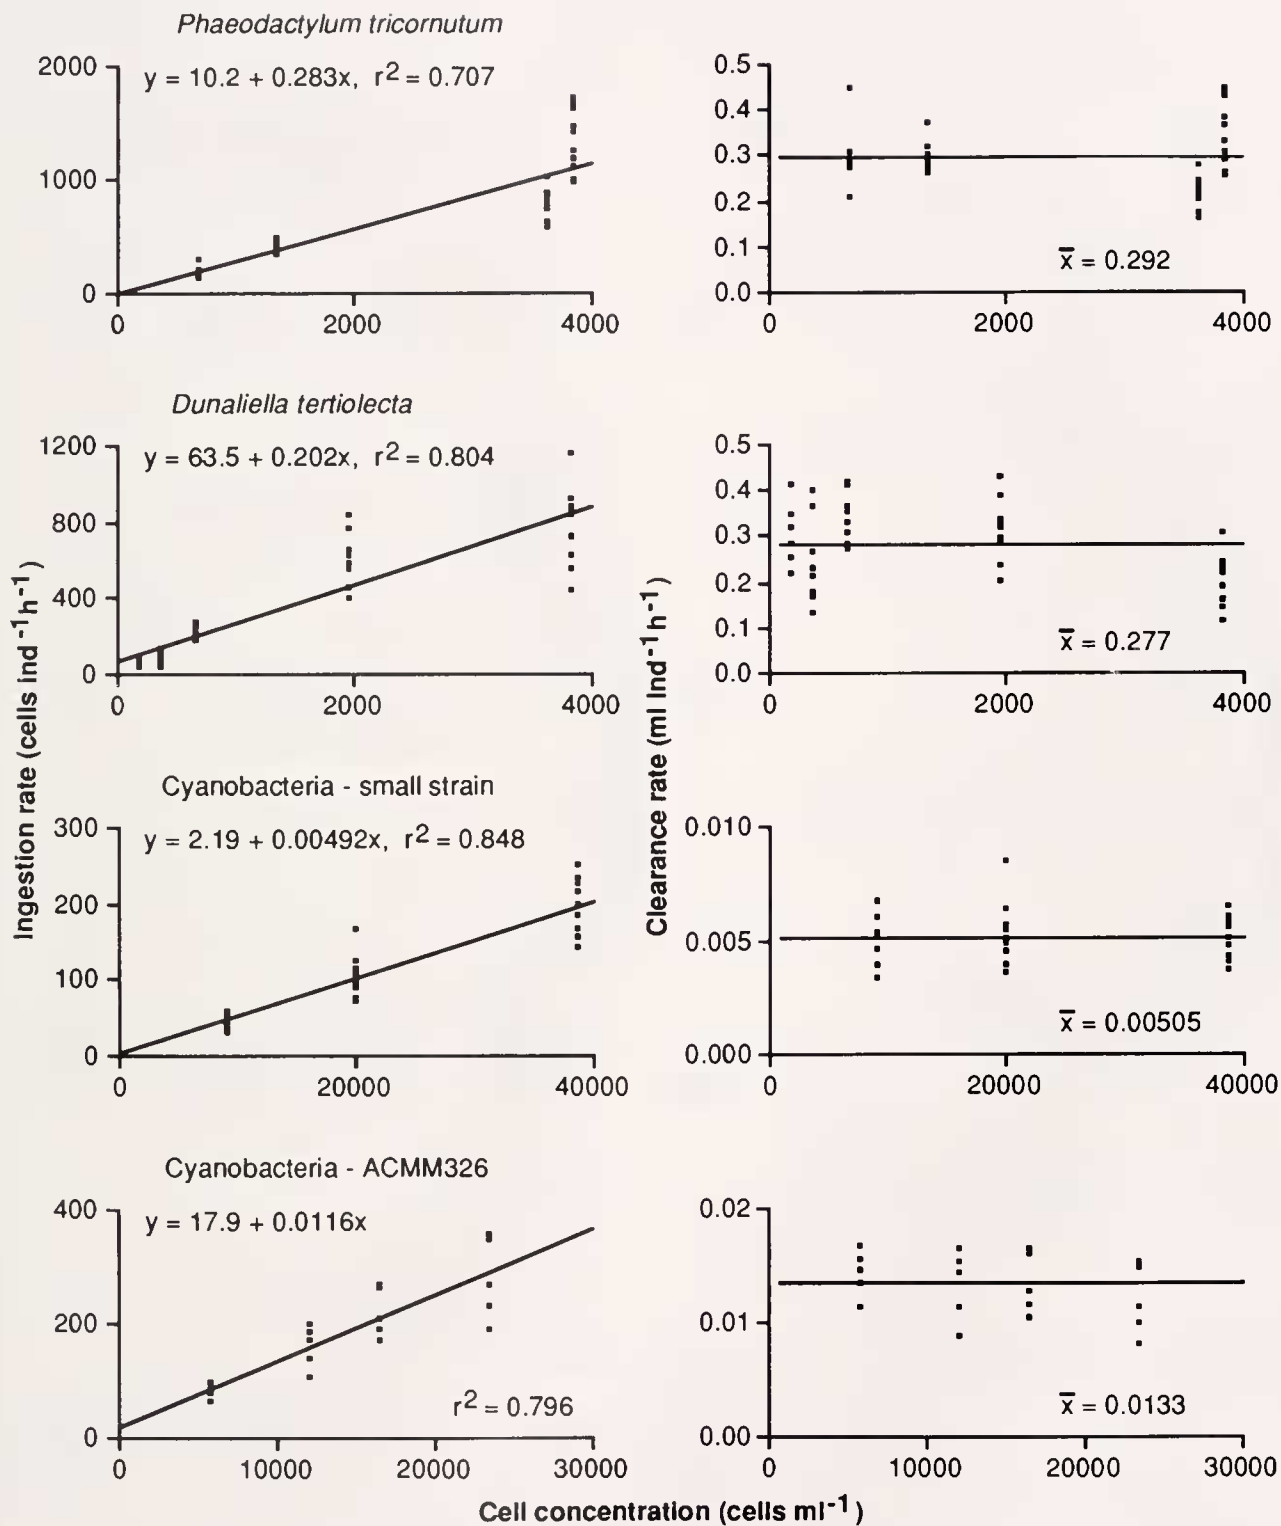 Phaeodactylum tricornutum
y = 10.2 + 0.283x, r² = 0.707
2000
1000
0
0 2000 4000
0.5
0.4
0.3
0.2
0.1
0.0
x̅ = 0.292
0 2000 4000
Dunaliella tertiolecta
y = 63.5 + 0.202x, r² = 0.804
1200
800
400
0
0 2000 4000
0.5
0.4
0.3
0.2
0.1
0.0
x̅ = 0.277
0 2000 4000
Ingestion rate (cells ind⁻¹h⁻¹)
Clearance rate (ml ind⁻¹h⁻¹)
Cyanobacteria - small strain
y = 2.19 + 0.00492x, r² = 0.848
300
200
100
0
0 20000 40000
0.010
0.005
0.000
x̅ = 0.00505
0 20000 40000
Cyanobacteria - ACMM326
y = 17.9 + 0.0116x
400
200
0
r² = 0.796
0 10000 20000 30000
0.02
0.01
0.00
x̅ = 0.0133
0 10000 20000 30000
Cell concentration (cells ml⁻¹)